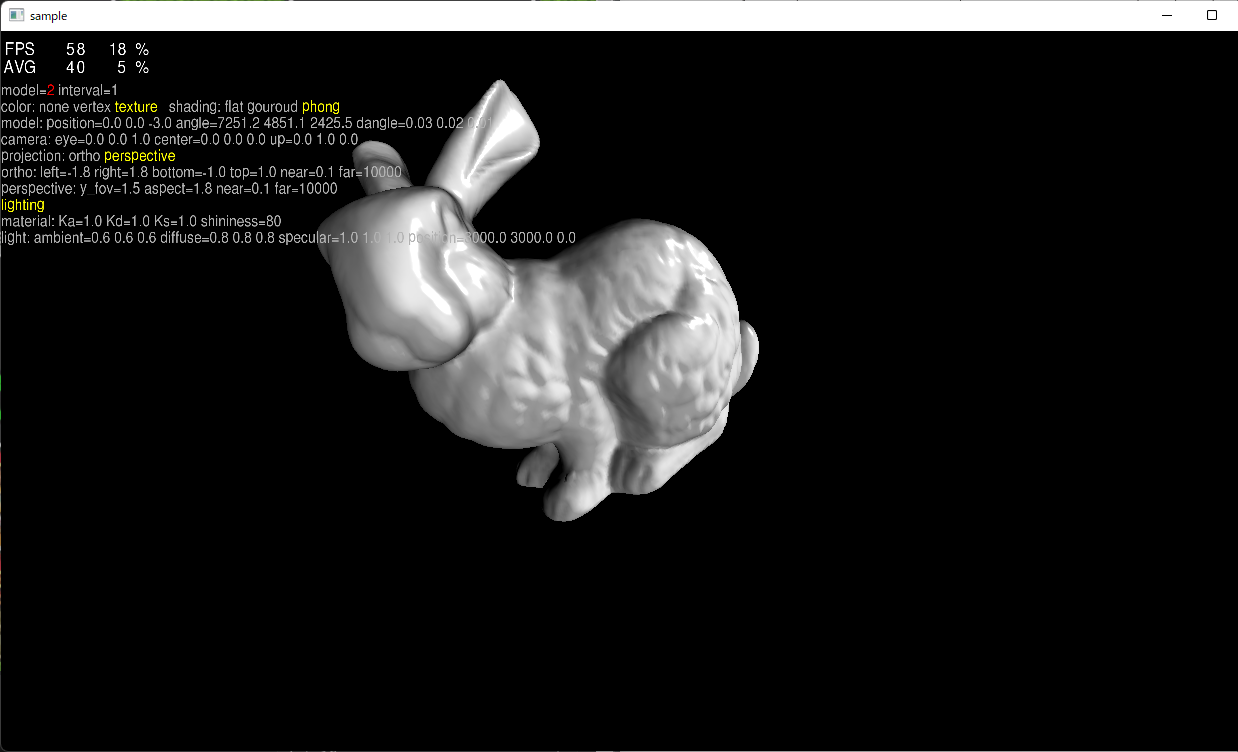 sample
FPS 58 18 %
AVG 40 5 %
model=2 interval=1
color: none vertex texture shading: flat gouroud phong
model: position=0.0 0.0 -3.0 angle=7251.2 4851.1 2425.5 dangle=0.03 0.02 0.01
camera: eye=0.0 0.0 1.0 center=0.0 0.0 0.0 up=0.0 1.0 0.0
projection: ortho perspective
ortho: left=-1.8 right=1.8 bottom=-1.0 top=1.0 near=0.1 far=10000
perspective: y_fov=1.5 aspect=1.8 near=0.1 far=10000
lighting
material: Ka=1.0 Kd=1.0 Ks=1.0 shininess=80
light: ambient=0.6 0.6 0.6 diffuse=0.8 0.8 0.8 specular=1.0 1.0 1.0 position=3000.0 3000.0 0.0